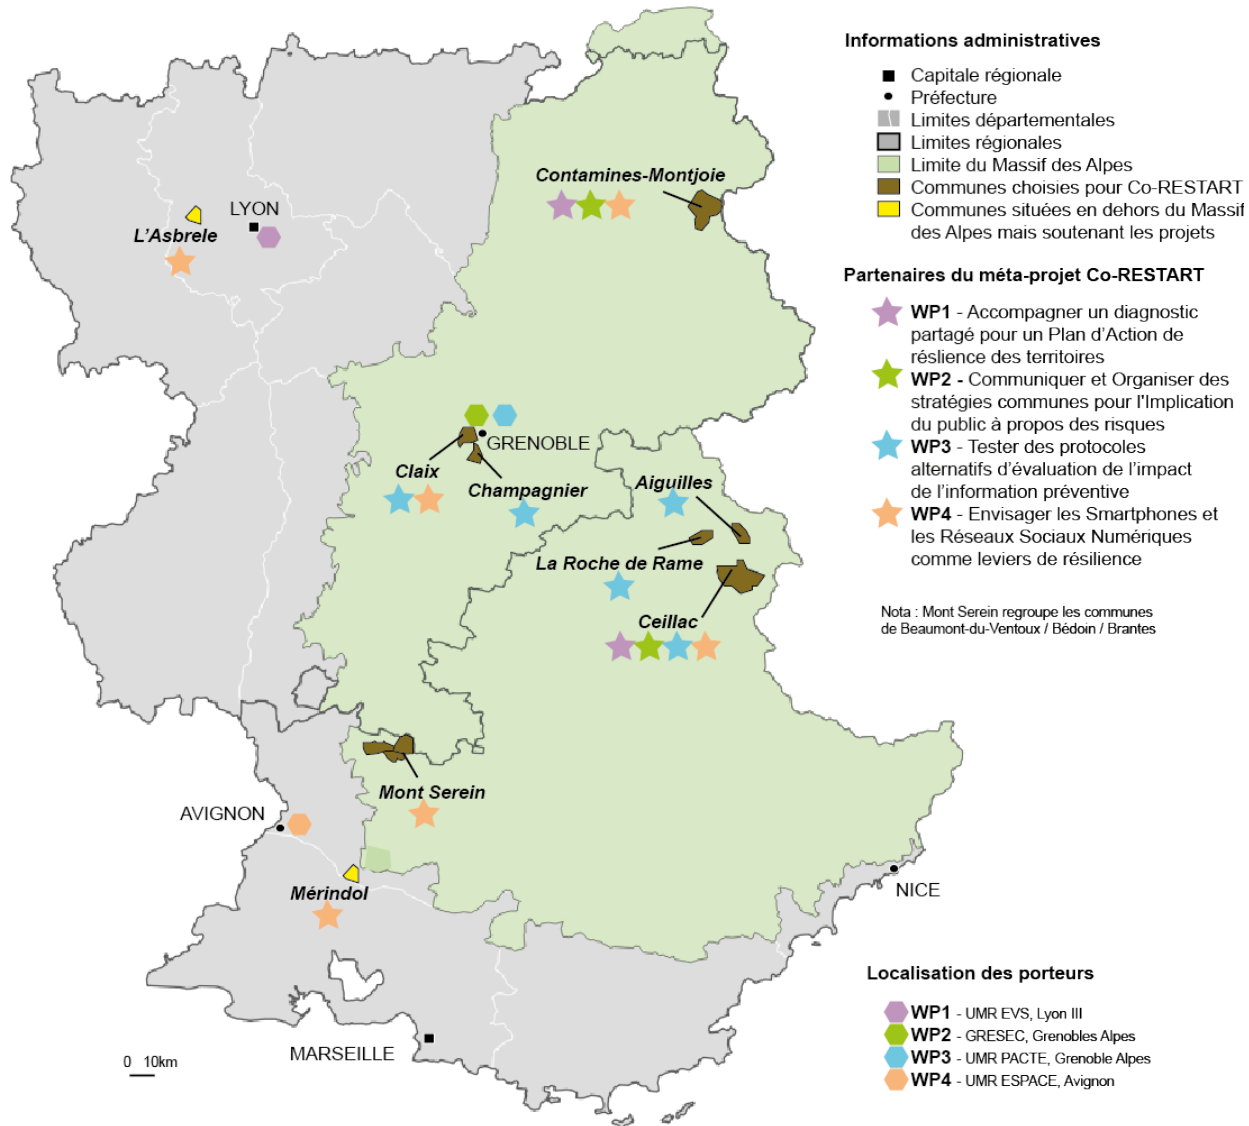 Informations administratives
Capitale régionale
Préfecture
Limites départementales
Limites régionales
Limite du Massif des Alpes
Communes choisies pour Co-RESTART
Communes situées en dehors du Massif
des Alpes mais soutenant les projets
Partenaires du méta-projet Co-RESTART
WP1 - Accompagner un diagnostic
partagé pour un Plan d'Action de
réslience des territoires
WP2 - Communiquer et Organiser des
stratégies communes pour l'Implication
du public à propos des risques
WP3 - Tester des protocoles
alternatifs d'évaluation de l'impact
de l'information préventive
WP4 - Envisager les Smartphones et
les Réseaux Sociaux Numériques
comme leviers de résilience
Nota : Mont Serein regroupe les communes
de Beaumont-du-Ventoux / Bédoin / Brantes
Contamines-Montjoie
LYON
L'Asbrele
GRENOBLE
Claix
Champagnier
Aiguilles
La Roche de Rame
Ceillac
Mont Serein
AVIGNON
Mérindol
NICE
MARSEILLE
0 10km
Localisation des porteurs
WP1 - UMR EVS, Lyon III
WP2 - GRESEC, Grenobles Alpes
WP3 - UMR PACTE, Grenoble Alpes
WP4 - UMR ESPACE, Avignon